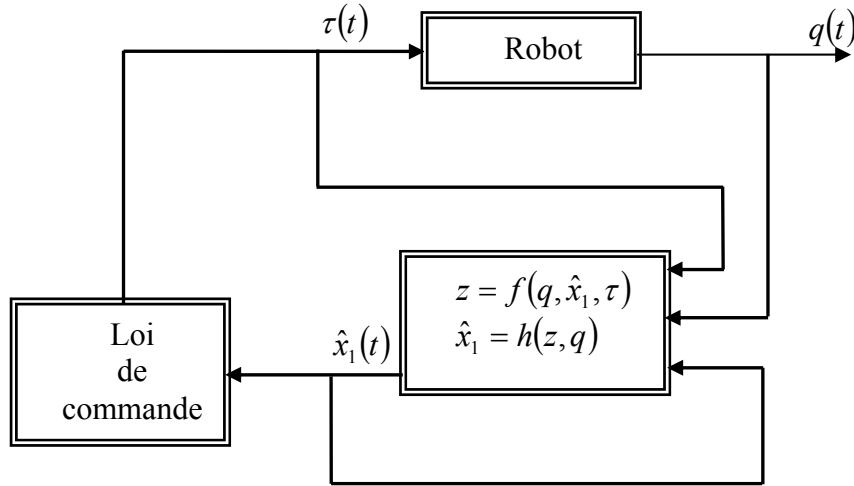 τ(t)
Robot
q(t)
z = f(q, x̂₁, τ)
x̂₁ = h(z, q)
x̂₁(t)
Loi
de
commande